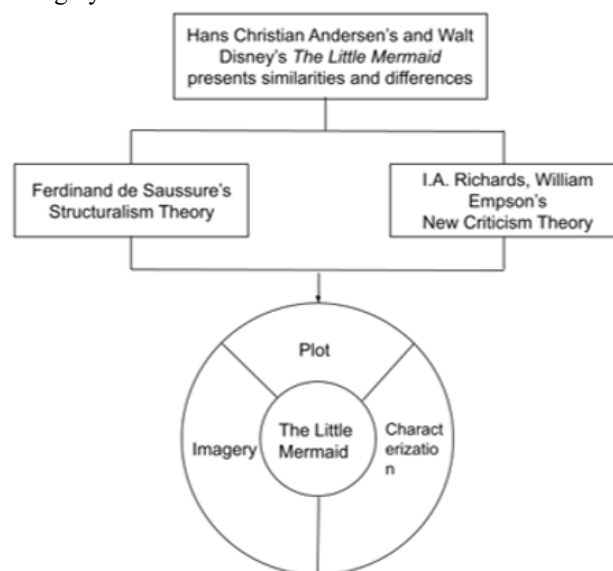 Hans Christian Andersen's and Walt
Disney's The Little Mermaid
presents similarities and differences
Ferdinand de Saussure's
Structuralism Theory
I.A. Richards, William
Empson's
New Criticism Theory
Plot
Imagery
The Little
Mermaid
Charact
erizatio
n